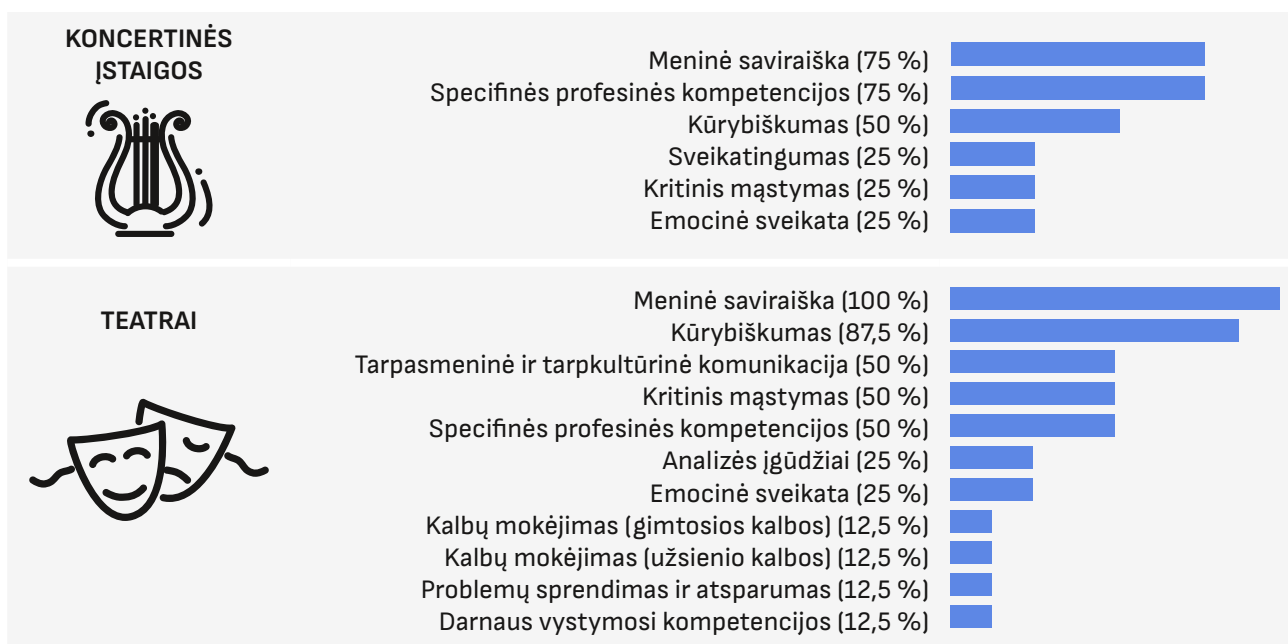 KONCERTINĖS
ĮSTAIGOS
Meninė saviraiška (75 %)
Specifinės profesinės kompetencijos (75 %)
Kūrybiškumas (50 %)
Sveikatingumas (25 %)
Kritinis mąstymas (25 %)
Emocinė sveikata (25 %)
TEATRAI
Meninė saviraiška (100 %)
Kūrybiškumas (87,5 %)
Tarpasmeninė ir tarpkultūrinė komunikacija (50 %)
Kritinis mąstymas (50 %)
Specifinės profesinės kompetencijos (50 %)
Analizės įgūdžiai (25 %)
Emocinė sveikata (25 %)
Kalbų mokėjimas (gimtosios kalbos) (12,5 %)
Kalbų mokėjimas (užsienio kalbos) (12,5 %)
Problemų sprendimas ir atsparumas (12,5 %)
Darnaus vystymosi kompetencijos (12,5 %)